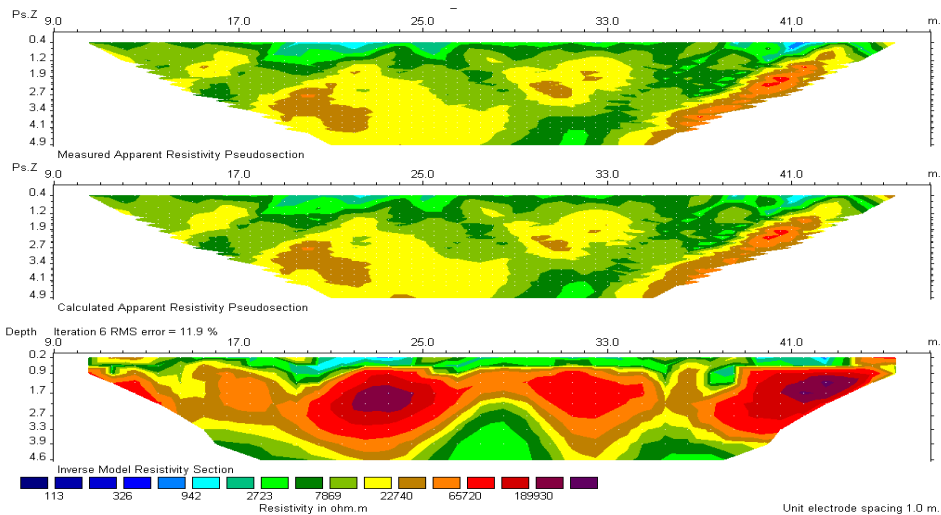 Ps.Z 9.0 17.0 25.0 33.0 41.0 m.
0.4
1.2
1.9
2.7
3.4
4.1
4.9
Measured Apparent Resistivity Pseudosection
Ps.Z 9.0 17.0 25.0 33.0 41.0 m.
0.4
1.2
1.9
2.7
3.4
4.1
4.9
Calculated Apparent Resistivity Pseudosection
Depth Iteration 6 RMS error = 11.9 %
9.0 17.0 25.0 33.0 41.0 m.
0.2
0.9
1.7
2.7
3.9
4.6
Inverse Model Resistivity Section
113 326 942 2723 7869 22740 65720 189930
Resistivity in ohm.m Unit electrode spacing 1.0 m.